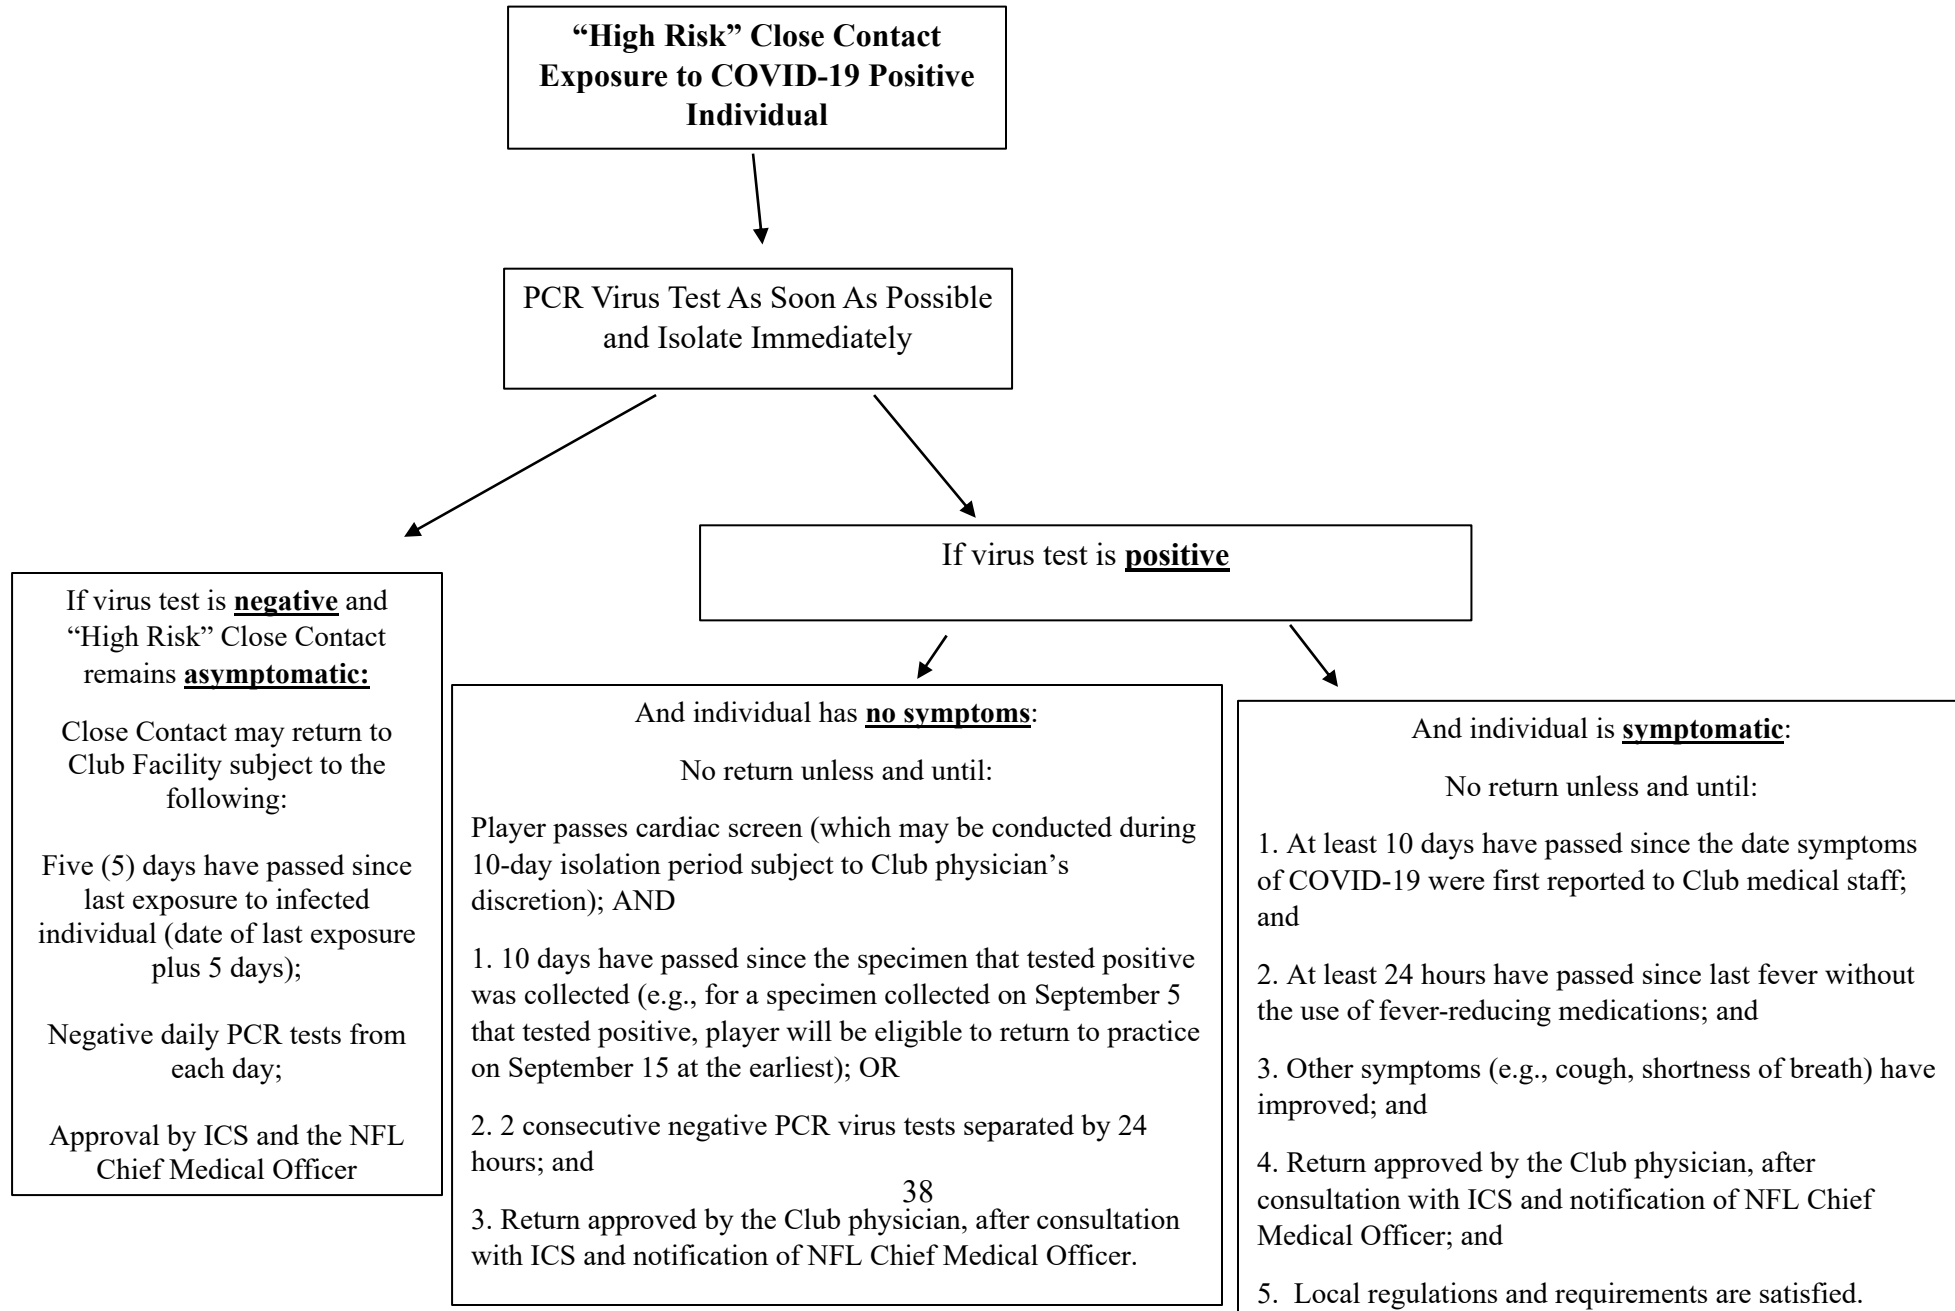 “High Risk” Close Contact
Exposure to COVID-19 Positive
Individual
PCR Virus Test As Soon As Possible
and Isolate Immediately
If virus test is positive
If virus test is negative and
“High Risk” Close Contact
remains asymptomatic:
Close Contact may return to
Club Facility subject to the
following:
Five (5) days have passed since
last exposure to infected
individual (date of last exposure
plus 5 days);
Negative daily PCR tests from
each day;
Approval by ICS and the NFL
Chief Medical Officer
And individual has no symptoms:
No return unless and until:
Player passes cardiac screen (which may be conducted during
10-day isolation period subject to Club physician’s
discretion); AND
1. 10 days have passed since the specimen that tested positive
was collected (e.g., for a specimen collected on September 5
that tested positive, player will be eligible to return to practice
on September 15 at the earliest); OR
2. 2 consecutive negative PCR virus tests separated by 24
hours; and
38
3. Return approved by the Club physician, after consultation
with ICS and notification of NFL Chief Medical Officer.
And individual is symptomatic:
No return unless and until:
1. At least 10 days have passed since the date symptoms
of COVID-19 were first reported to Club medical staff;
and
2. At least 24 hours have passed since last fever without
the use of fever-reducing medications; and
3. Other symptoms (e.g., cough, shortness of breath) have
improved; and
4. Return approved by the Club physician, after
consultation with ICS and notification of NFL Chief
Medical Officer; and
5. Local regulations and requirements are satisfied.